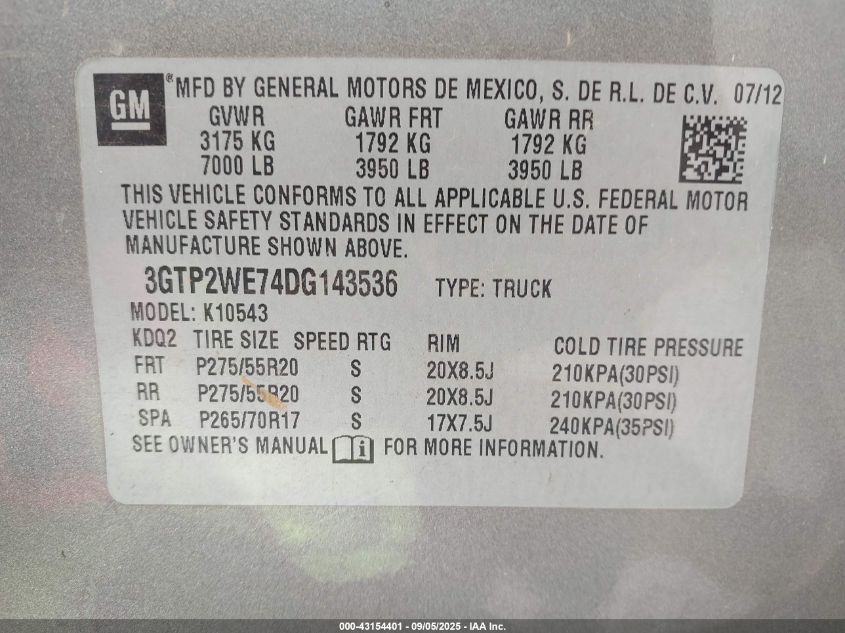 GM ® MFD BY GENERAL MOTORS DE MEXICO, S. DE R.L. DE C.V. 07/12
GVWR GAWR FRT GAWR RR
3175 KG 1792 KG 1792 KG
7000 LB 3950 LB 3950 LB
THIS VEHICLE CONFORMS TO ALL APPLICABLE U.S. FEDERAL MOTOR
VEHICLE SAFETY STANDARDS IN EFFECT ON THE DATE OF
MANUFACTURE SHOWN ABOVE.
3GTP2WE74DG143536 TYPE: TRUCK
MODEL: K10543
KDQ2 TIRE SIZE SPEED RTG RIM COLD TIRE PRESSURE
FRT P275/55R20 S 20X8.5J 210KPA(30PSI)
RR P275/55R20 S 20X8.5J 210KPA(30PSI)
SPA P265/70R17 S 17X7.5J 240KPA(35PSI)
SEE OWNER'S MANUAL i FOR MORE INFORMATION.
000-43154401 - 09/05/2025 - IAA Inc.